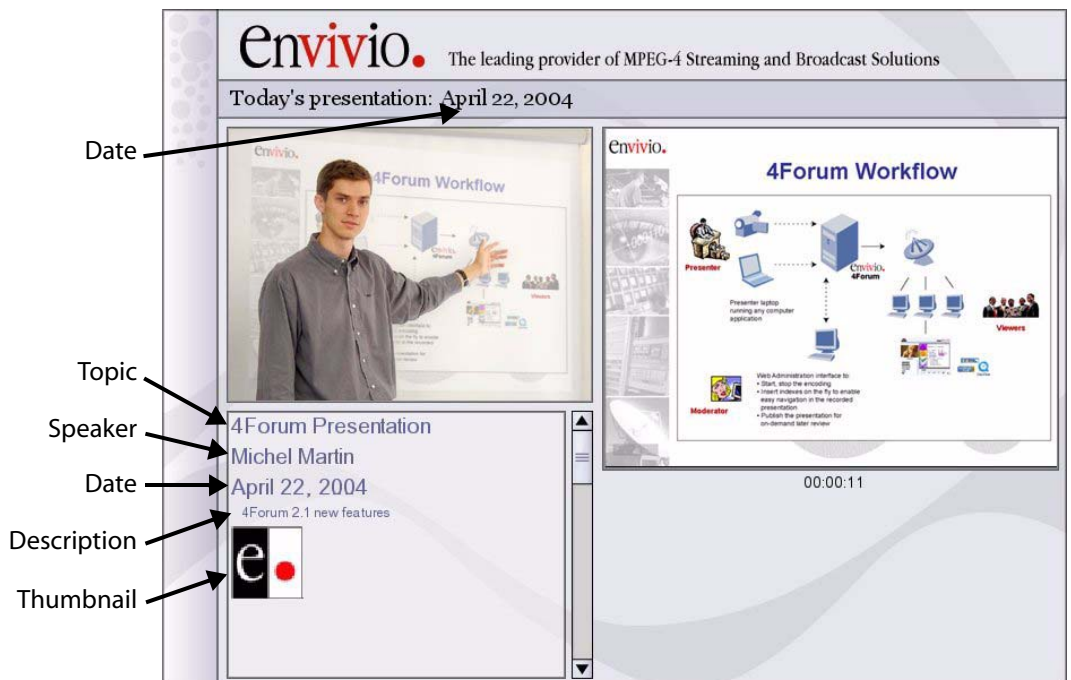 envivio.
The leading provider of MPEG-4 Streaming and Broadcast Solutions
Today's presentation: April 22, 2004
Date
envivio.
4Forum Workflow
envivio.
4Forum
Viewers
envivio.
4Forum Workflow
Presenter
envivio.
4Forum
Presenter laptop
running any computer
application
Viewers
Moderator
Web Administration interface to
• Start, stop the encoding
• Insert indexes on the fly to enable
easy navigation in the recorded
presentation
• Publish the presentation for
on-demand later review
00:00:11
Topic
4Forum Presentation
Speaker
Michel Martin
Date
April 22, 2004
Description
4Forum 2.1 new features
Thumbnail
e.